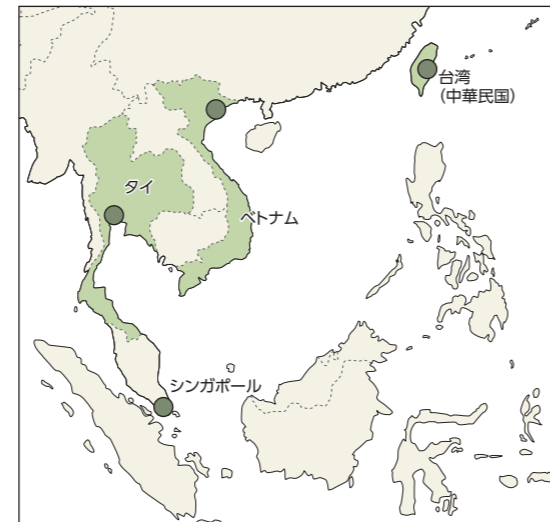 台湾
（中華民国）
タイ
ベトナム
シンガポール